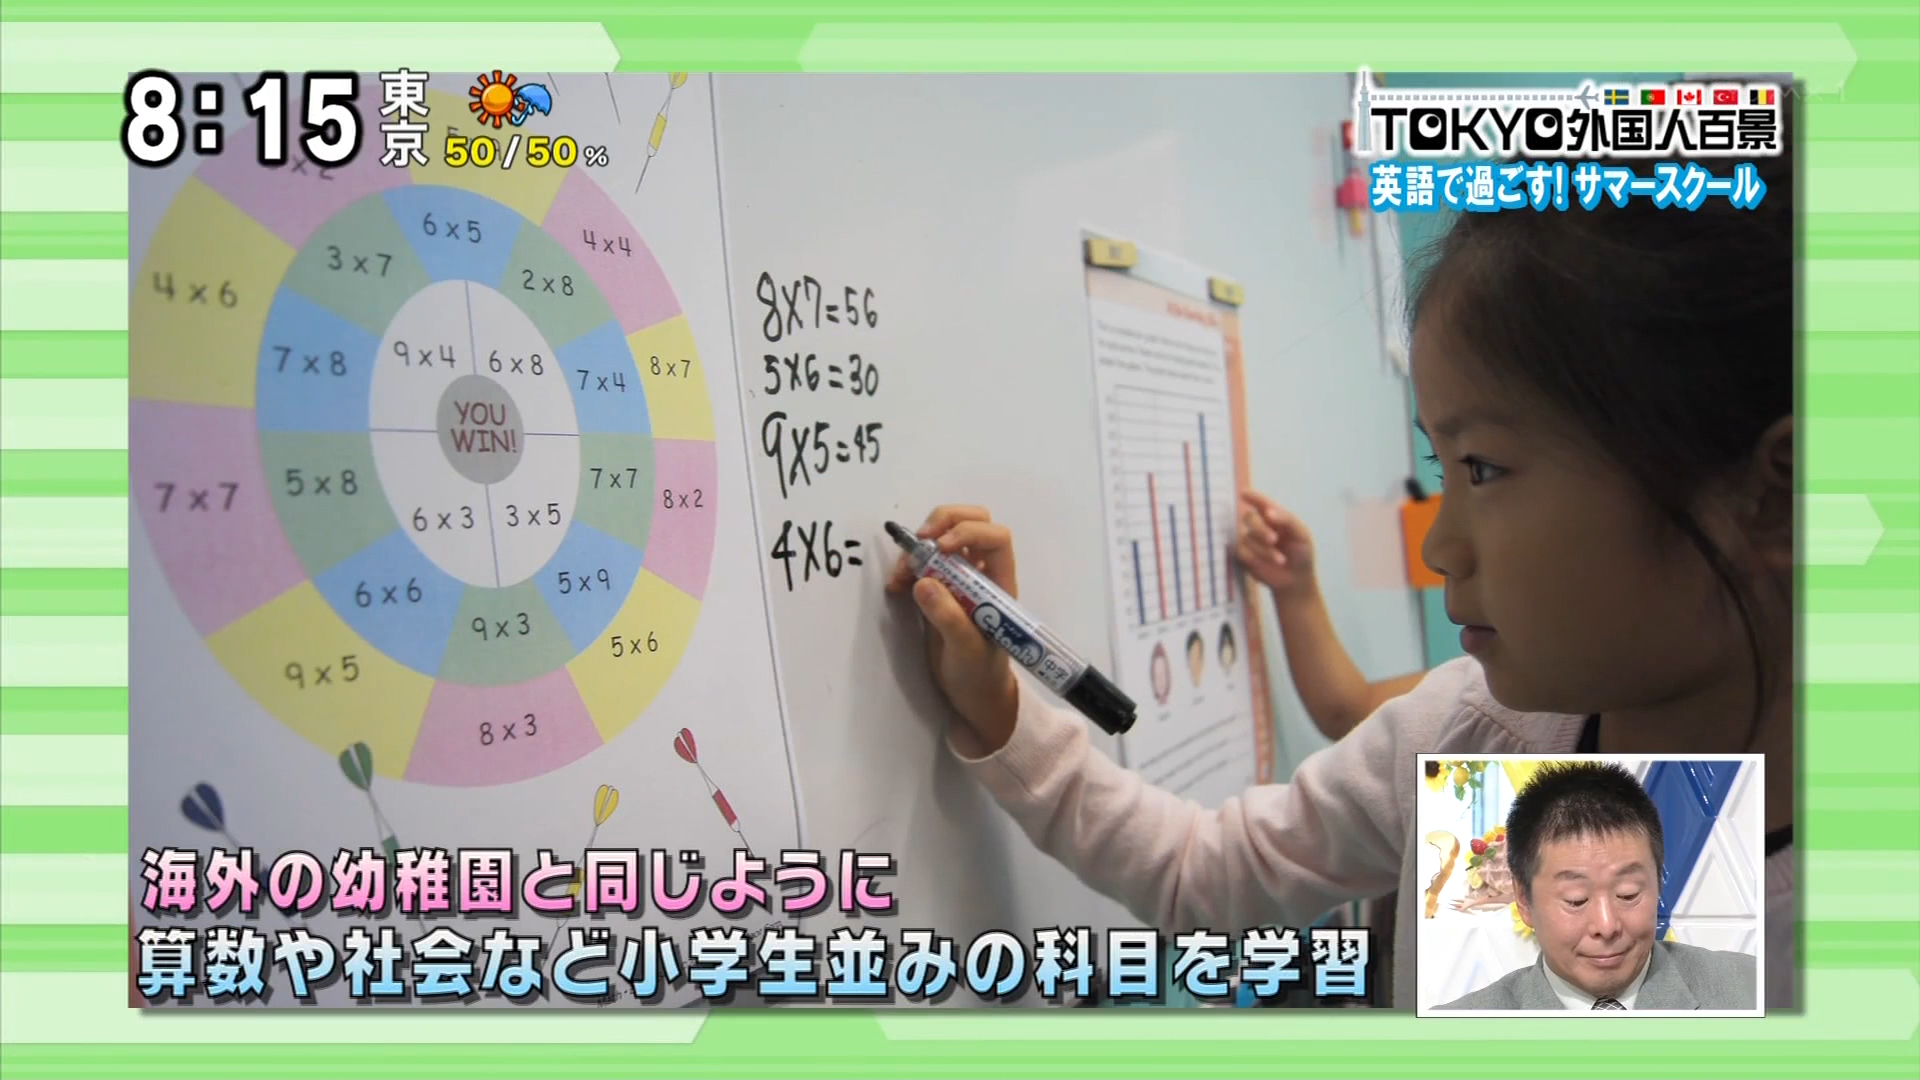 8:15
東京
50/50%
TOKYO外国人百景
英語で過ごす!サマースクール
4x4
6x5
3x7
2x8
4x6
7x8
9x4
6x8
7x4
8x7
YOU
WIN!
7x7
5x8
6x3
3x5
7x7
8x2
6x6
5x9
9x3
5x6
9x5
8x3
8X7=56
5X6=30
9X5=45
4X6=
中字
海外の幼稚園と同じように
算数や社会など小学生並みの科目を学習